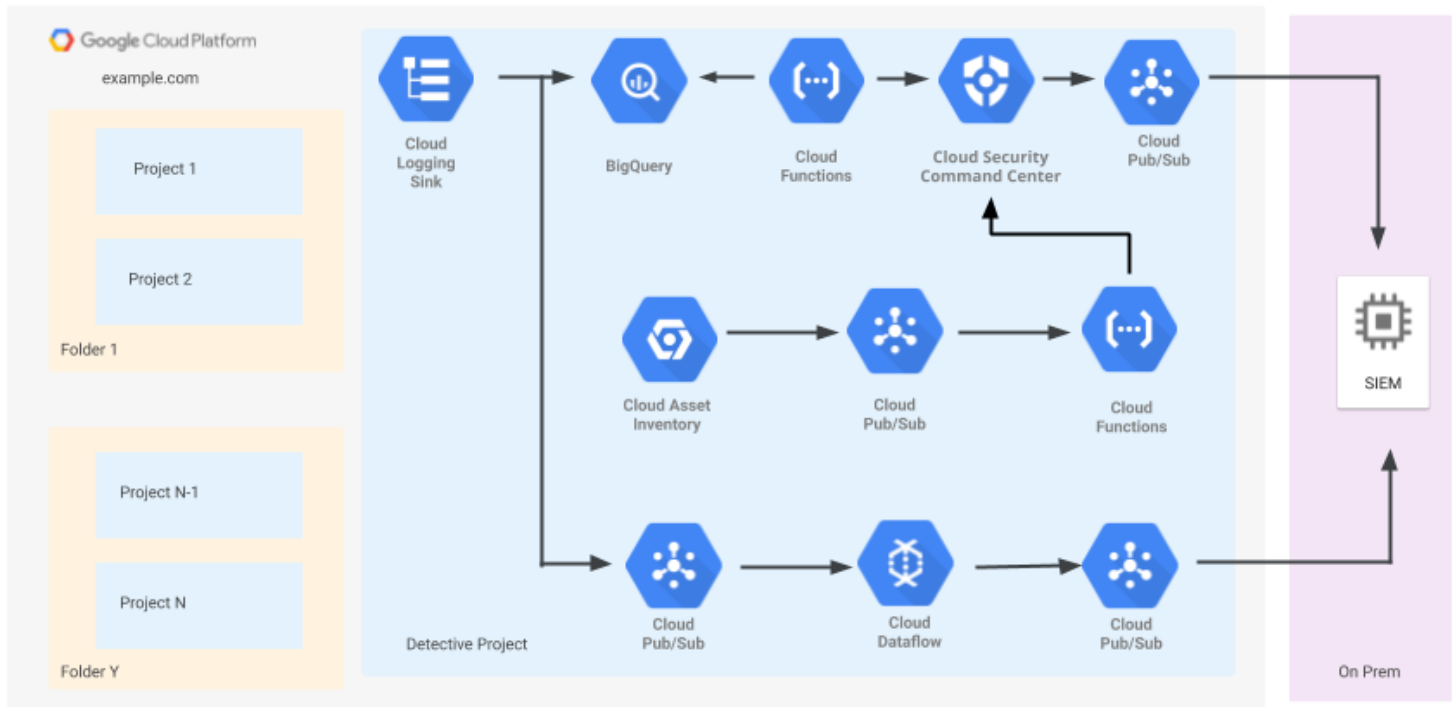 Google Cloud Platform
example.com
Project 1
Project 2
Folder 1
Project N-1
Project N
Folder Y
Cloud
Logging
Sink
BigQuery
Cloud
Functions
Cloud Security
Command Center
Cloud
Pub/Sub
Cloud Asset
Inventory
Cloud
Pub/Sub
Cloud
Functions
Cloud
Pub/Sub
Cloud
Dataflow
Cloud
Pub/Sub
Detective Project
SIEM
On Prem